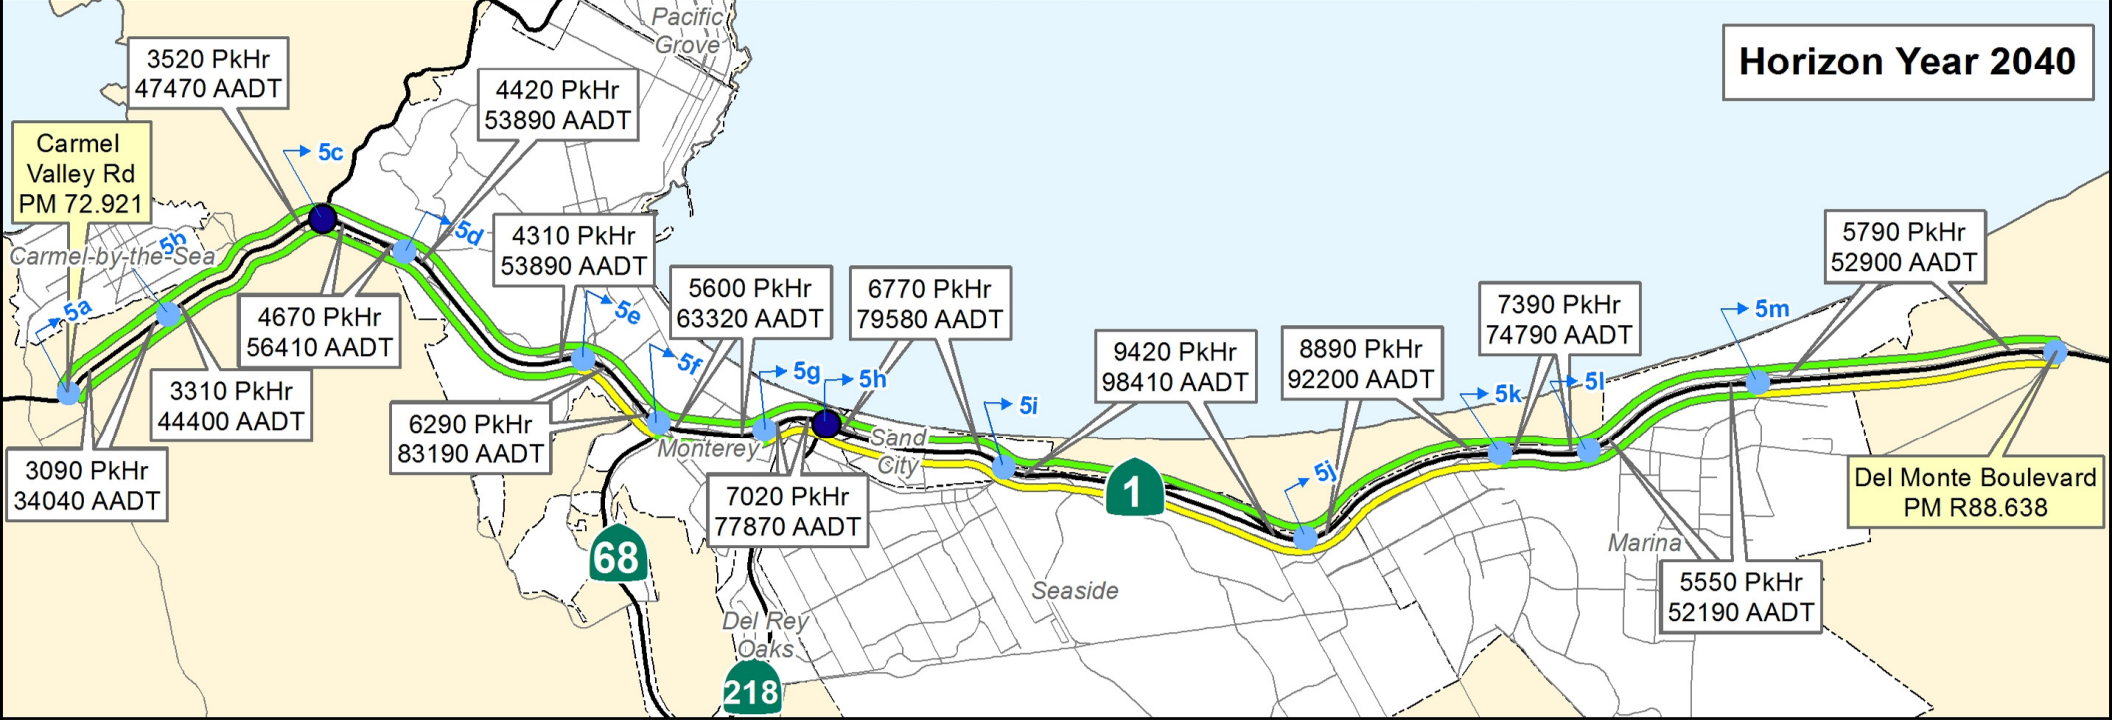 Pacific
Grove
Horizon Year 2040
3520 PkHr
47470 AADT
4420 PkHr
53890 AADT
Carmel
Valley Rd
PM 72.921
5c
5d
5b
Carmel-by-the-Sea
5a
4310 PkHr
53890 AADT
5790 PkHr
52900 AADT
5e
4670 PkHr
56410 AADT
5600 PkHr
63320 AADT
6770 PkHr
79580 AADT
7390 PkHr
74790 AADT
5m
9420 PkHr
98410 AADT
8890 PkHr
92200 AADT
5f
5g
5h
5i
5k
5l
3310 PkHr
44400 AADT
6290 PkHr
83190 AADT
Monterey
Sand
City
3090 PkHr
34040 AADT
7020 PkHr
77870 AADT
1
5j
Del Monte Boulevard
PM R88.638
68
Marina
Seaside
5550 PkHr
52190 AADT
Del Rey
Oaks
218